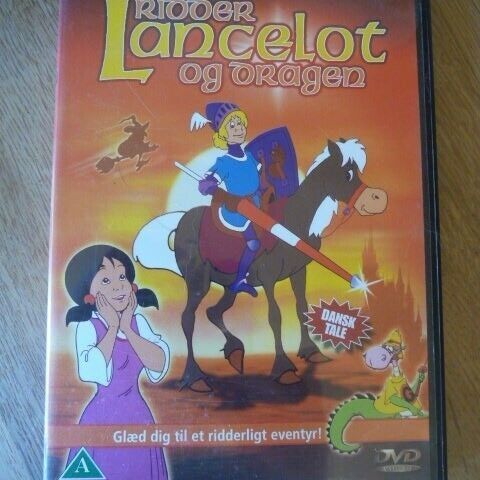 RIDDER
Lancelot
og dragen
DANSK
TALE
Glæd dig til et ridderligt eventyr!
A
DVD